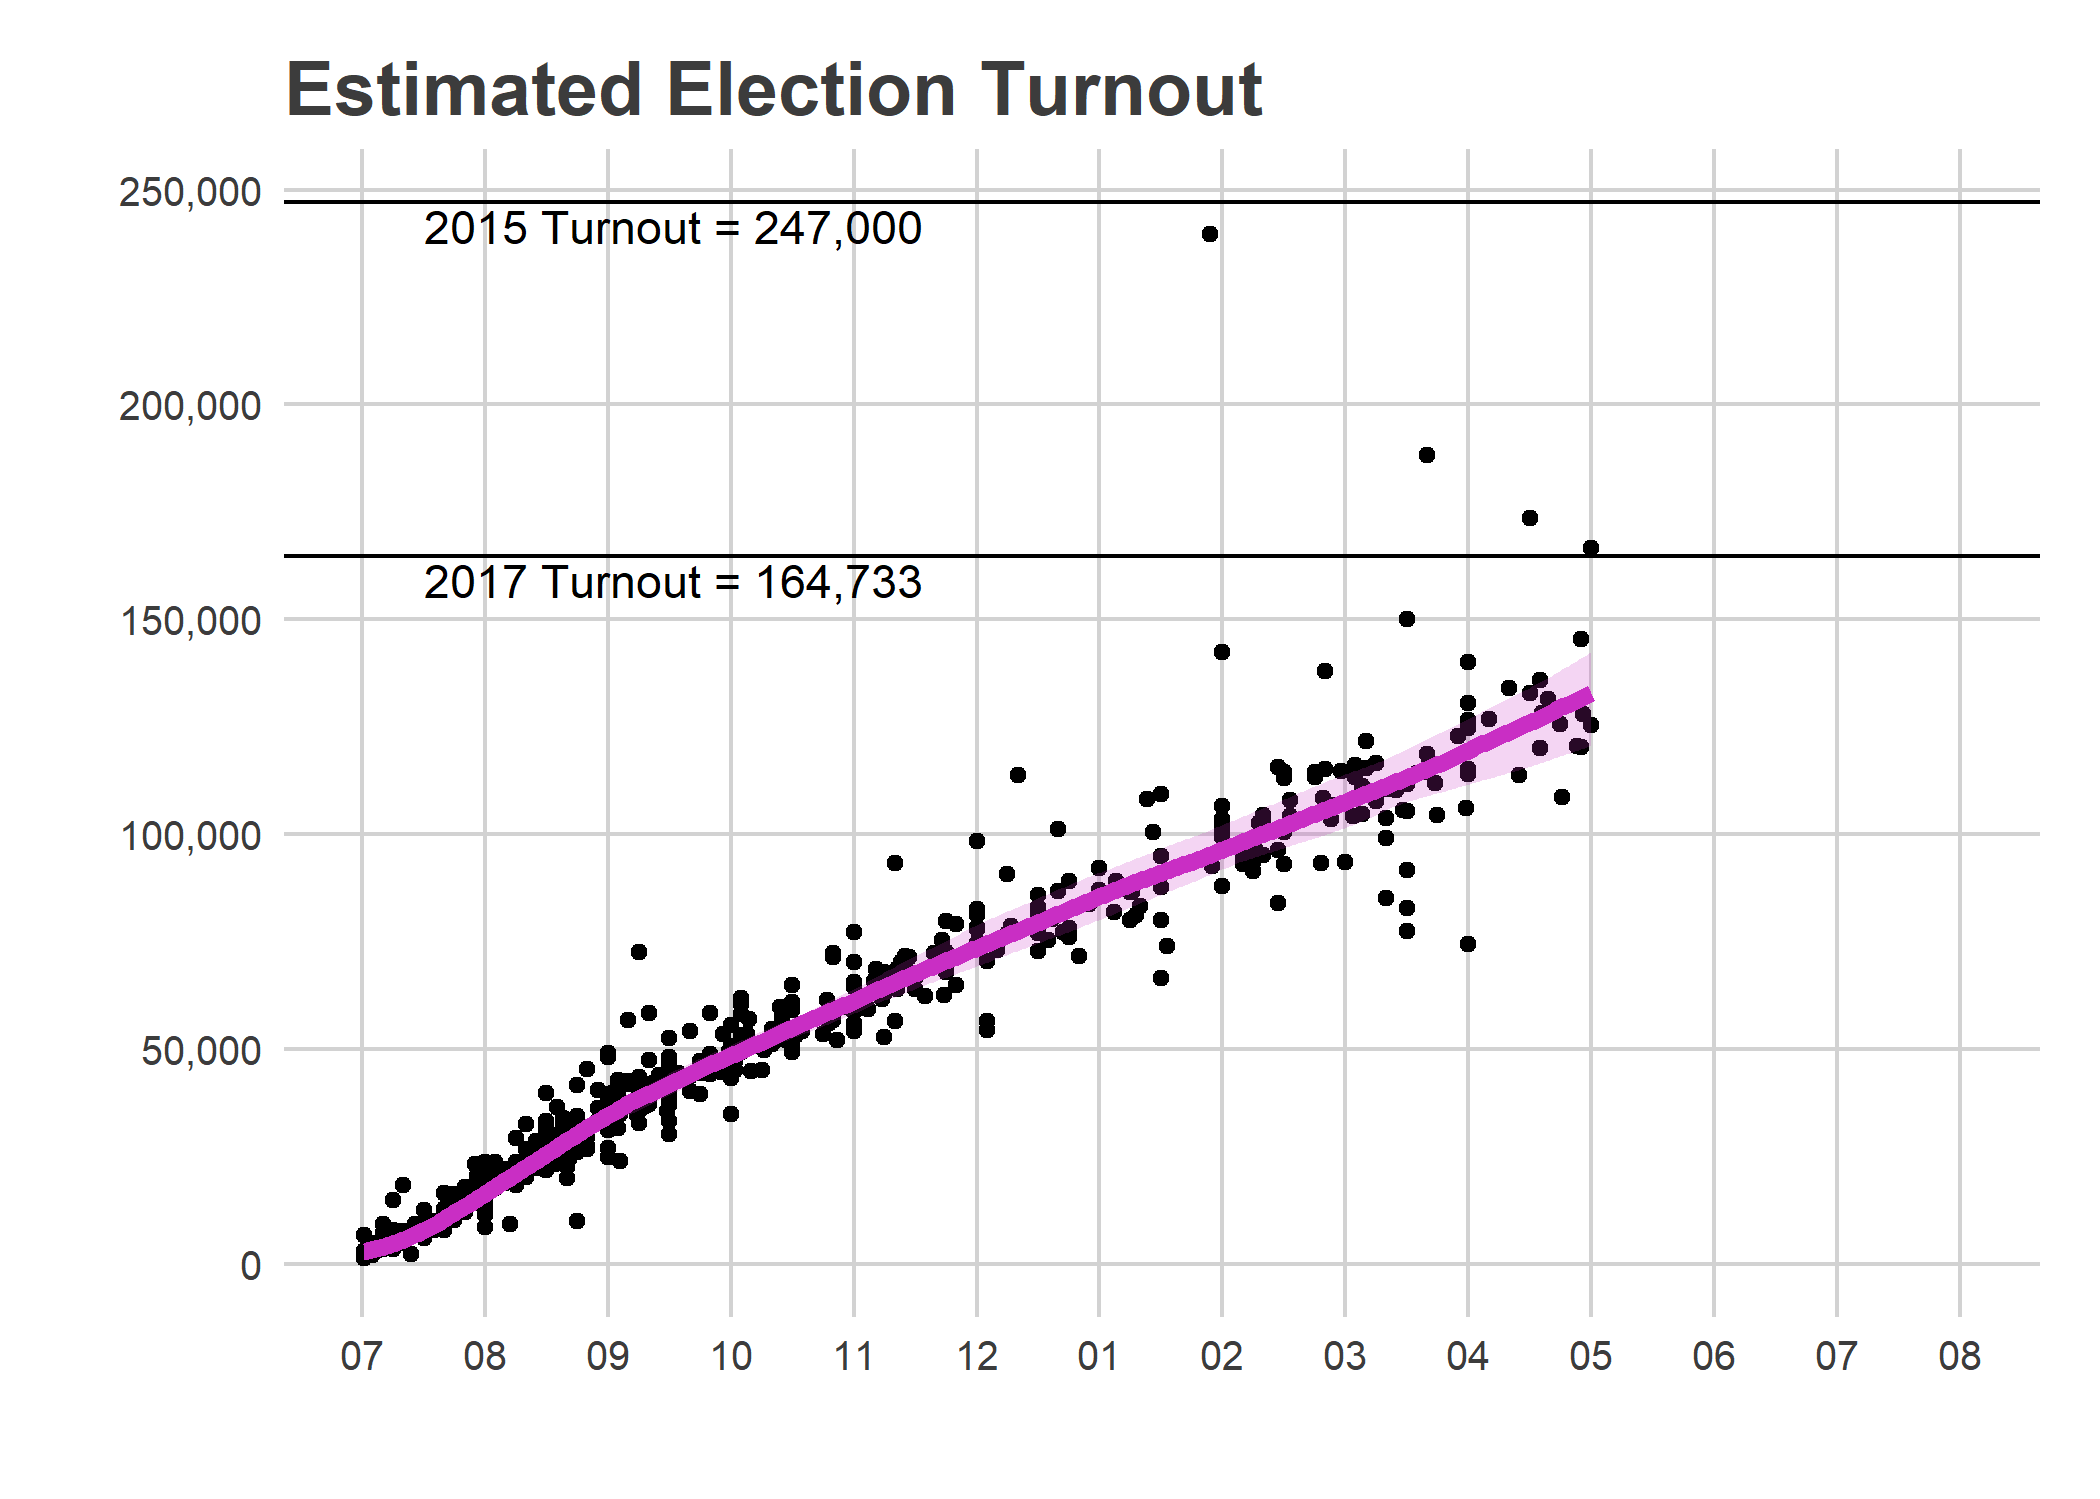 Estimated Election Turnout
250,000
2015 Turnout = 247,000
200,000
2017 Turnout = 164,733
150,000
100,000
50,000
0
07 08 09 10 11 12 01 02 03 04 05 06 07 08